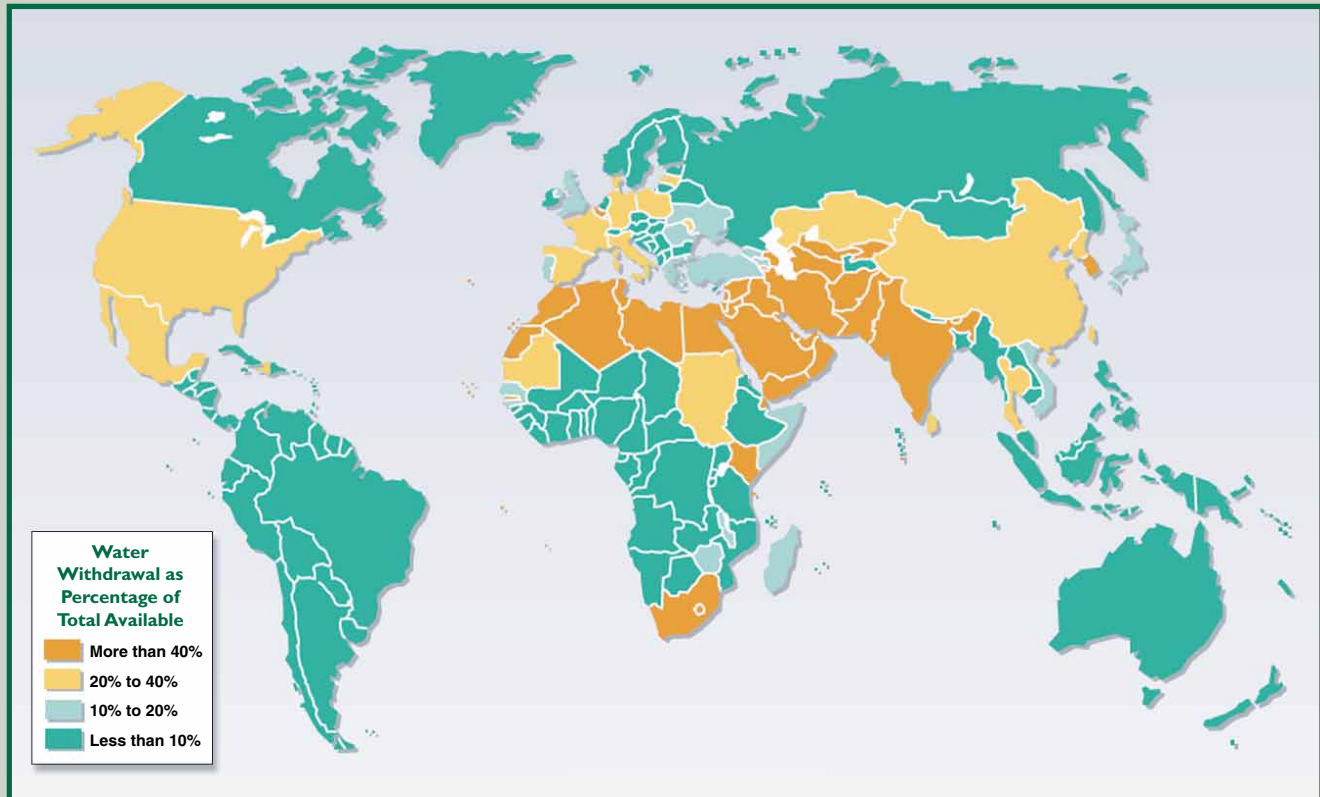 Water
Withdrawal as
Percentage of
Total Available
More than 40%
20% to 40%
10% to 20%
Less than 10%